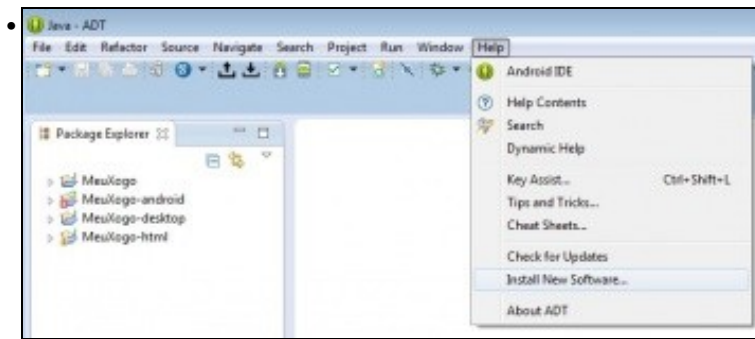 Java - ADT
File Edit Refactor Source Navigate Search Project Run Window Help
Android IDE
Help Contents
Search
Dynamic Help
Key Assist... Ctrl+Shift+L
Tips and Tricks...
Cheat Sheets...
Check for Updates
Install New Software...
About ADT
Package Explorer
MeuXogo
MeuXogo-android
MeuXogo-desktop
MeuXogo-html